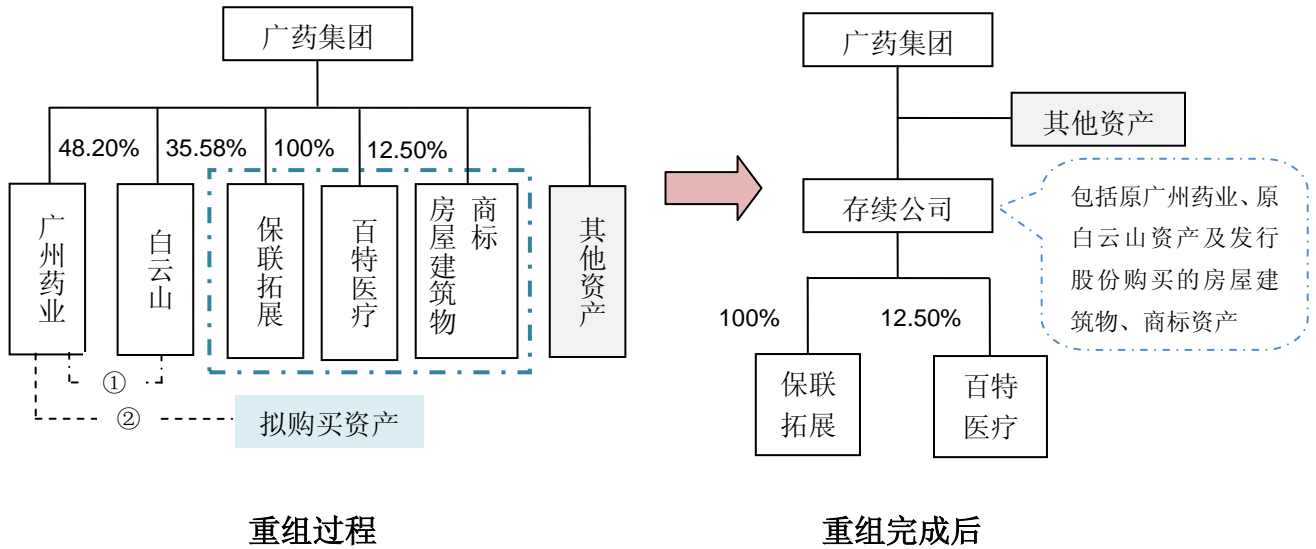 广药集团
48.20%
35.58%
100%
12.50%
广州药业
白云山
保联拓展
百特医疗
房屋建筑物
商标
其他资产
①
②
拟购买资产
重组过程
广药集团
其他资产
存续公司
包括原广州药业、原
白云山资产及发行
股份购买的房屋建
筑物、商标资产
100%
12.50%
保联
拓展
百特
医疗
重组完成后